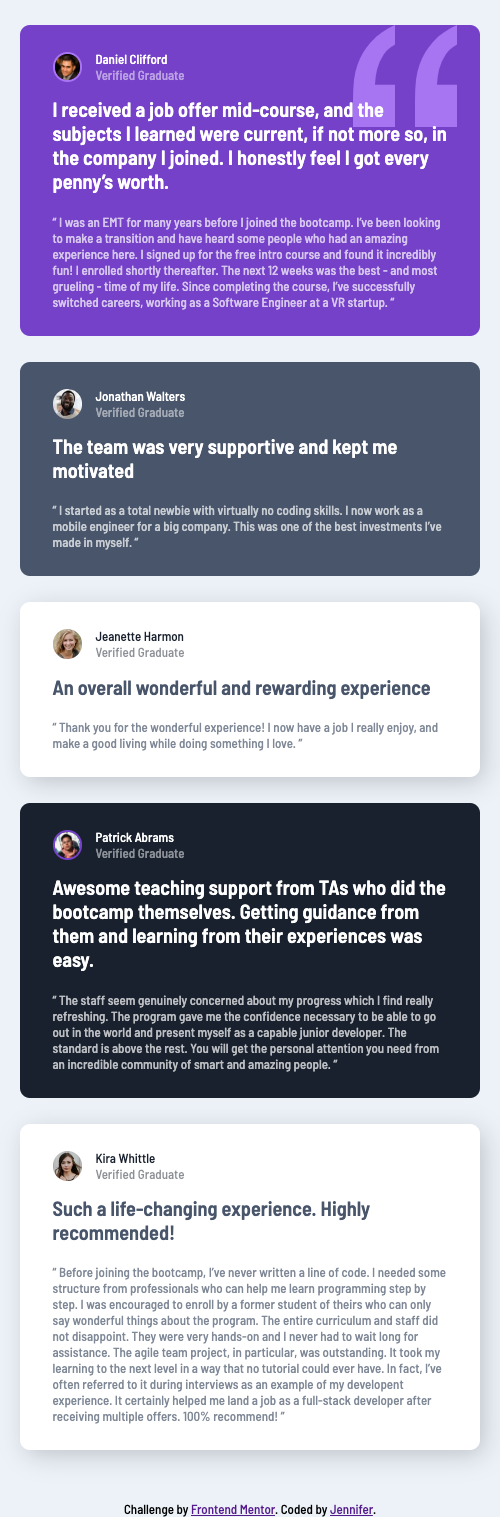 Daniel Clifford
Verified Graduate
I received a job offer mid-course, and the
subjects I learned were current, if not more so, in
the company I joined. I honestly feel I got every
penny’s worth.
“ I was an EMT for many years before I joined the bootcamp. I’ve been looking
to make a transition and have heard some people who had an amazing
experience here. I signed up for the free intro course and found it incredibly
fun! I enrolled shortly thereafter. The next 12 weeks was the best - and most
grueling - time of my life. Since completing the course, I’ve successfully
switched careers, working as a Software Engineer at a VR startup. ”
Jonathan Walters
Verified Graduate
The team was very supportive and kept me
motivated
“ I started as a total newbie with virtually no coding skills. I now work as a
mobile engineer for a big company. This was one of the best investments I’ve
made in myself. ”
Jeanette Harmon
Verified Graduate
An overall wonderful and rewarding experience
“ Thank you for the wonderful experience! I now have a job I really enjoy, and
make a good living while doing something I love. ”
Patrick Abrams
Verified Graduate
Awesome teaching support from TAs who did the
bootcamp themselves. Getting guidance from
them and learning from their experiences was
easy.
“ The staff seem genuinely concerned about my progress which I find really
refreshing. The program gave me the confidence necessary to be able to go
out in the world and present myself as a capable junior developer. The
standard is above the rest. You will get the personal attention you need from
an incredible community of smart and amazing people. ”
Kira Whittle
Verified Graduate
Such a life-changing experience. Highly
recommended!
“ Before joining the bootcamp, I’ve never written a line of code. I needed some
structure from professionals who can help me learn programming step by
step. I was encouraged to enroll by a former student of theirs who can only
say wonderful things about the program. The entire curriculum and staff did
not disappoint. They were very hands-on and I never had to wait long for
assistance. The agile team project, in particular, was outstanding. It took my
learning to the next level in a way that no tutorial could ever have. In fact, I’ve
often referred to it during interviews as an example of my developent
experience. It certainly helped me land a job as a full-stack developer after
receiving multiple offers. 100% recommend! ”
Challenge by Frontend Mentor. Coded by Jennifer.